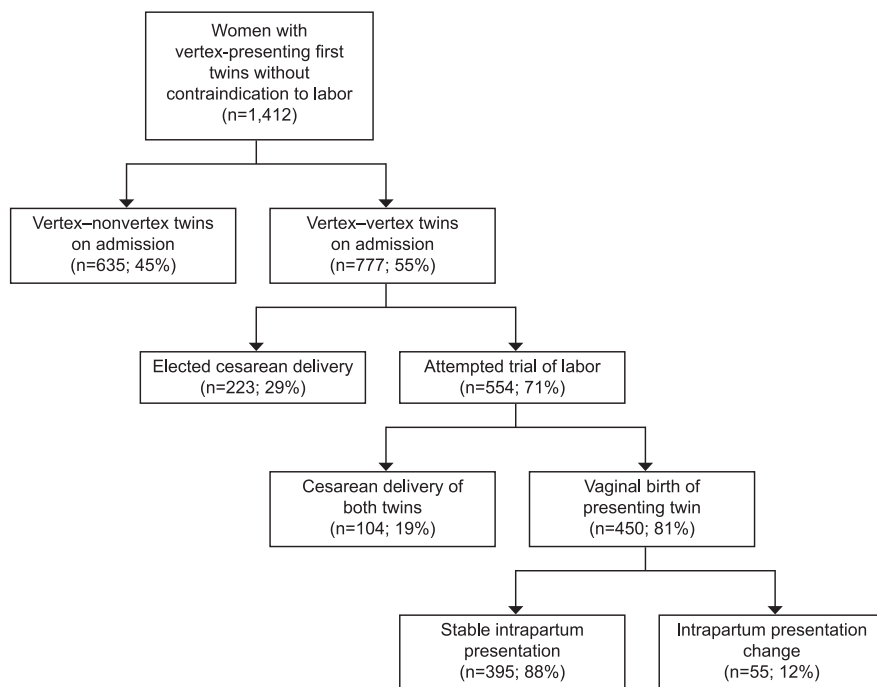 Women with
vertex-presenting first
twins without
contraindication to labor
(n=1,412)
Vertex–nonvertex twins
on admission
(n=635; 45%)
Vertex–vertex twins
on admission
(n=777; 55%)
Elected cesarean delivery
(n=223; 29%)
Attempted trial of labor
(n=554; 71%)
Cesarean delivery of
both twins
(n=104; 19%)
Vaginal birth of
presenting twin
(n=450; 81%)
Stable intrapartum
presentation
(n=395; 88%)
Intrapartum presentation
change
(n=55; 12%)